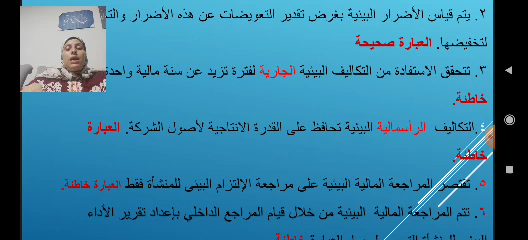 ٢. يتم قياس الأضرار البيئية بغرض تقدير التعويضات عن هذه الأضرار
لتخفيضها. العبارة صحيحة
٣. تتحقق الاستفادة من التكاليف البيئية الجارية لفترة تزيد عن سنة مالية واحدة
خاطئة.
٤. التكاليف الرأسمالية البيئية تحافظ على القدرة الانتاجية لأصول الشركة. العبارة
خاطئة.
٥. تقتصر المراجعة المالية البيئية على مراجعة الإلتزام البيئي للمنشأة فقط العبارة خاطئة.
٦. تتم المراجعة المالية البيئية من خلال قيام المراجع الداخلي بإعداد تقرير الأداء